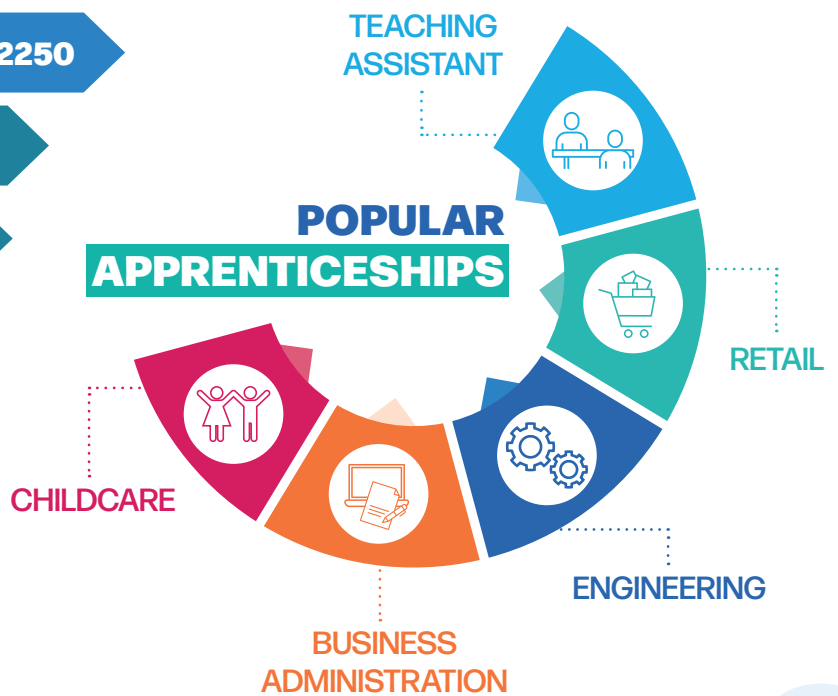 2250
TEACHING
ASSISTANT
POPULAR
APPRENTICESHIPS
RETAIL
CHILDCARE
ENGINEERING
BUSINESS
ADMINISTRATION